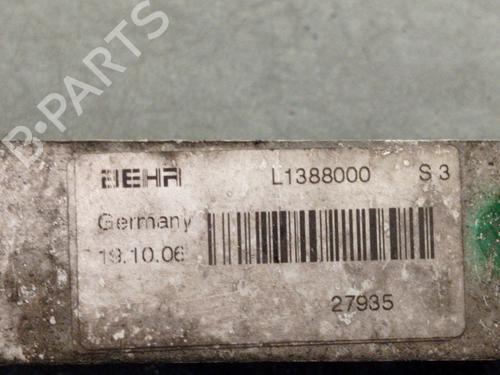 B-PARTS
BEHR L1388000 S 3
Germany
19.10.06
27935